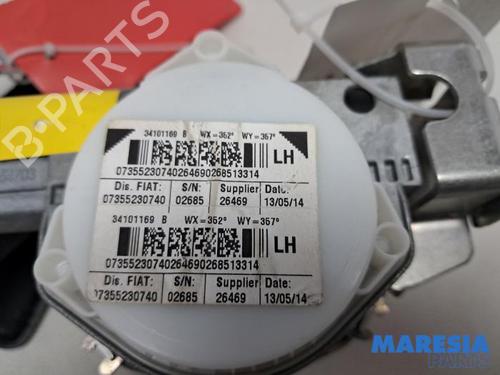 34101169 B WX=352° WY=357°
LH
07355230740264690268513314
Dis. FIAT: S/N: Supplier Date:
07355230740 02685 26469 13/05/14
34101169 B WX=352° WY=357°
LH
07355230740264690268513314
Dis. FIAT: S/N: Supplier Date:
07355230740 02685 26469 13/05/14
B-PARTS
MARESIA
PARTS